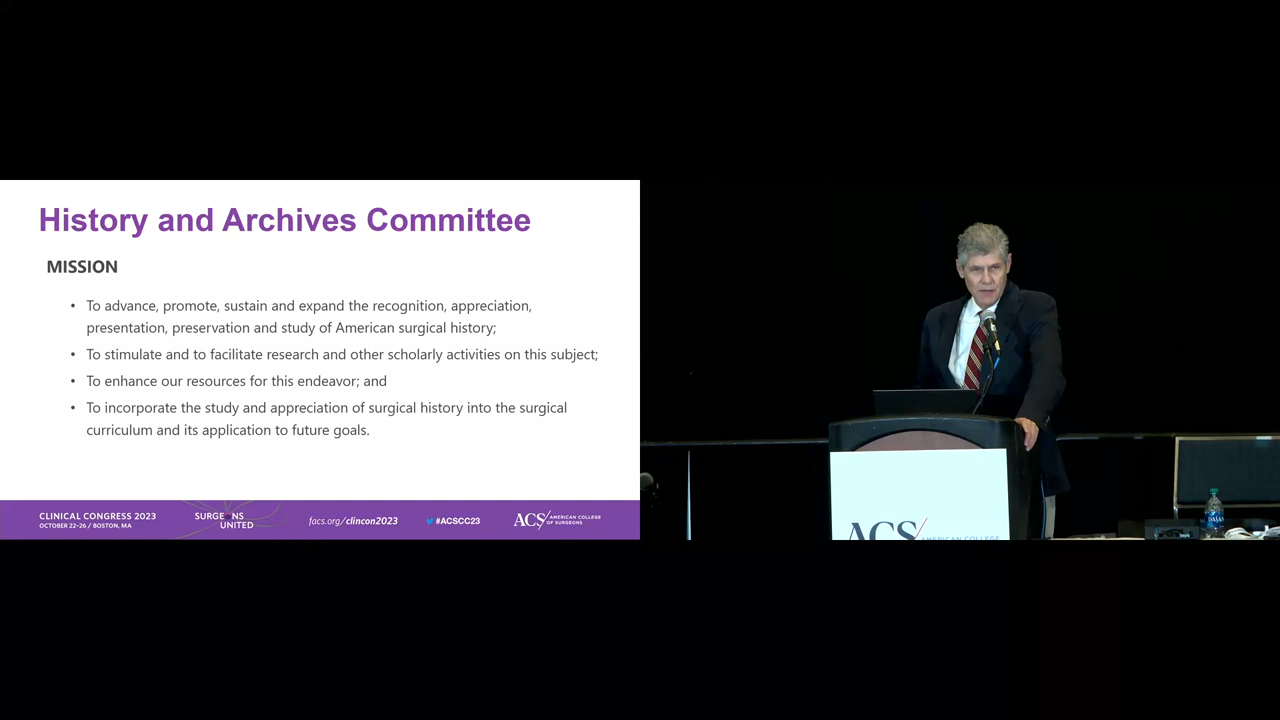 History and Archives Committee
MISSION
• To advance, promote, sustain and expand the recognition, appreciation,
presentation, preservation and study of American surgical history;
• To stimulate and to facilitate research and other scholarly activities on this subject;
• To enhance our resources for this endeavor; and
• To incorporate the study and appreciation of surgical history into the surgical
curriculum and its application to future goals.
CLINICAL CONGRESS 2023
OCTOBER 22-26 / BOSTON, MA
SURGEONS
UNITED
facs.org/clincon2023
#ACSCC23
ACS/ AMERICAN COLLEGE
OF SURGEONS
ACS/ AMERICAN COLLEGE
DASANI